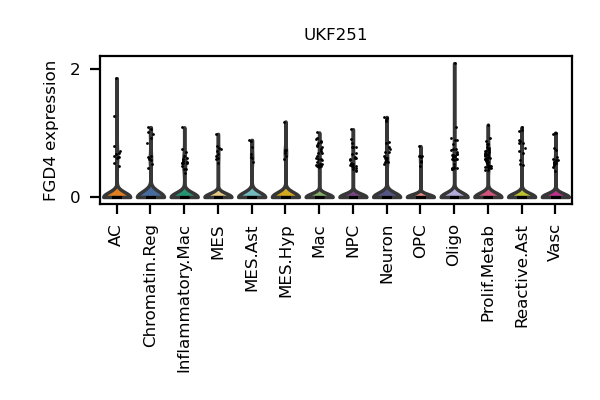 UKF251
FGD4 expression
2
0
AC
Chromatin.Reg
Inflammatory.Mac
MES
MES.Ast
MES.Hyp
Mac
NPC
Neuron
OPC
Oligo
Prolif.Metab
Reactive.Ast
Vasc